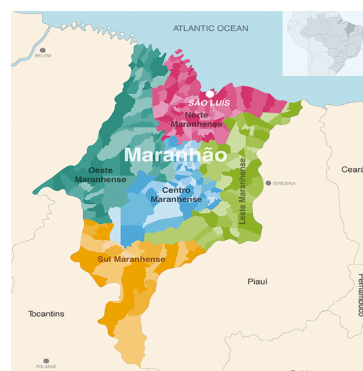 ATLANTIC OCEAN
BELÉM
SÃO LUÍS
Norte
Maranhense
Maranhão
Oeste
Maranhense
Centro
Maranhense
Leste Maranhense
TERESINA
Ceará
Sul Maranhense
Piauí
Pernambuco
Tocantins
PALMAS